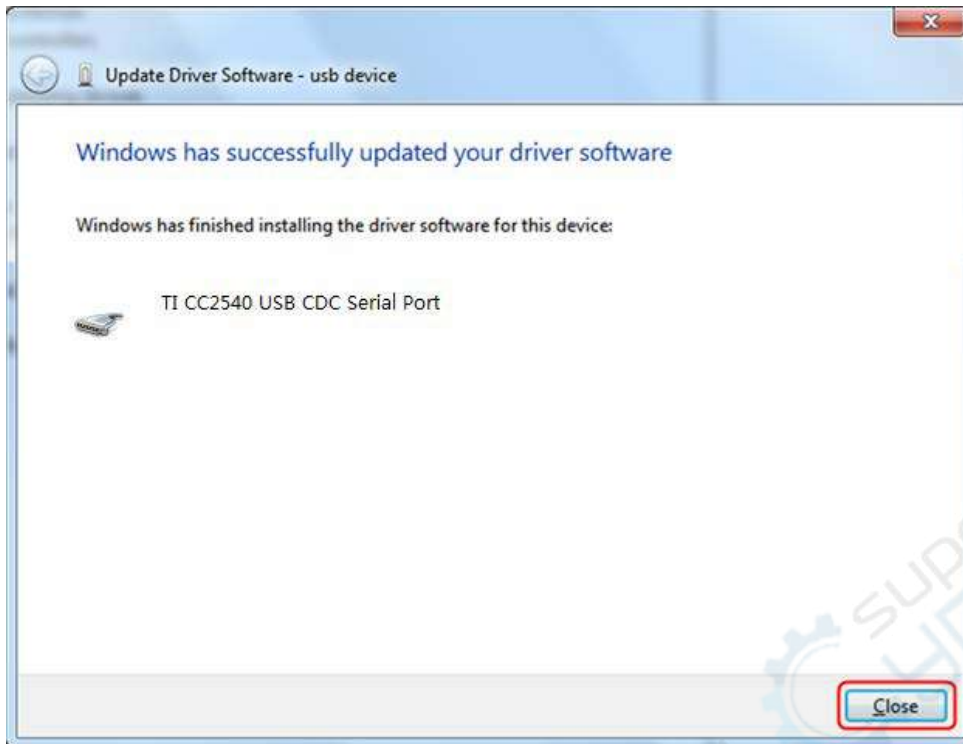 Update Driver Software - usb device
Windows has successfully updated your driver software
Windows has finished installing the driver software for this device:
TI CC2540 USB CDC Serial Port
Close